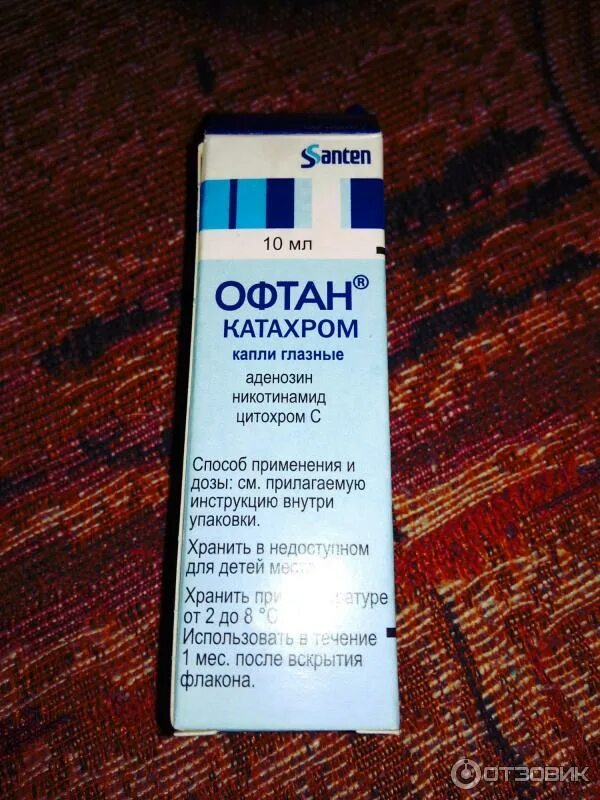 Santen
10 мл
ОФТАН®
КАТАХРОМ
капли глазные
аденозин
никотинамид
цитохром С
Способ применения и
дозы: см. прилагаемую
инструкцию внутри
упаковки.
Хранить в недоступном
для детей месте
Хранить при температуре
от 2 до 8 °С
Использовать в течение
1 мес. после вскрытия
флакона.
ОТЗОВИК